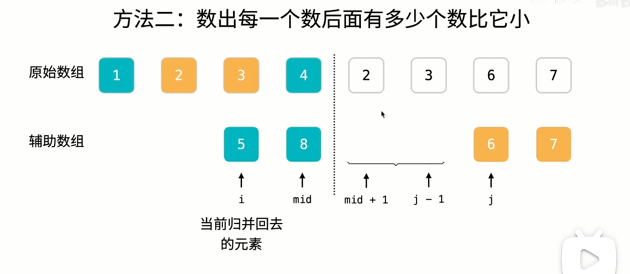 方法二：数出每一个数后面有多少个数比它小
原始数组 1 2 3 4 2 3 6 7
辅助数组 5 8 6 7
i mid mid + 1 j - 1 j
当前归并回去
的元素